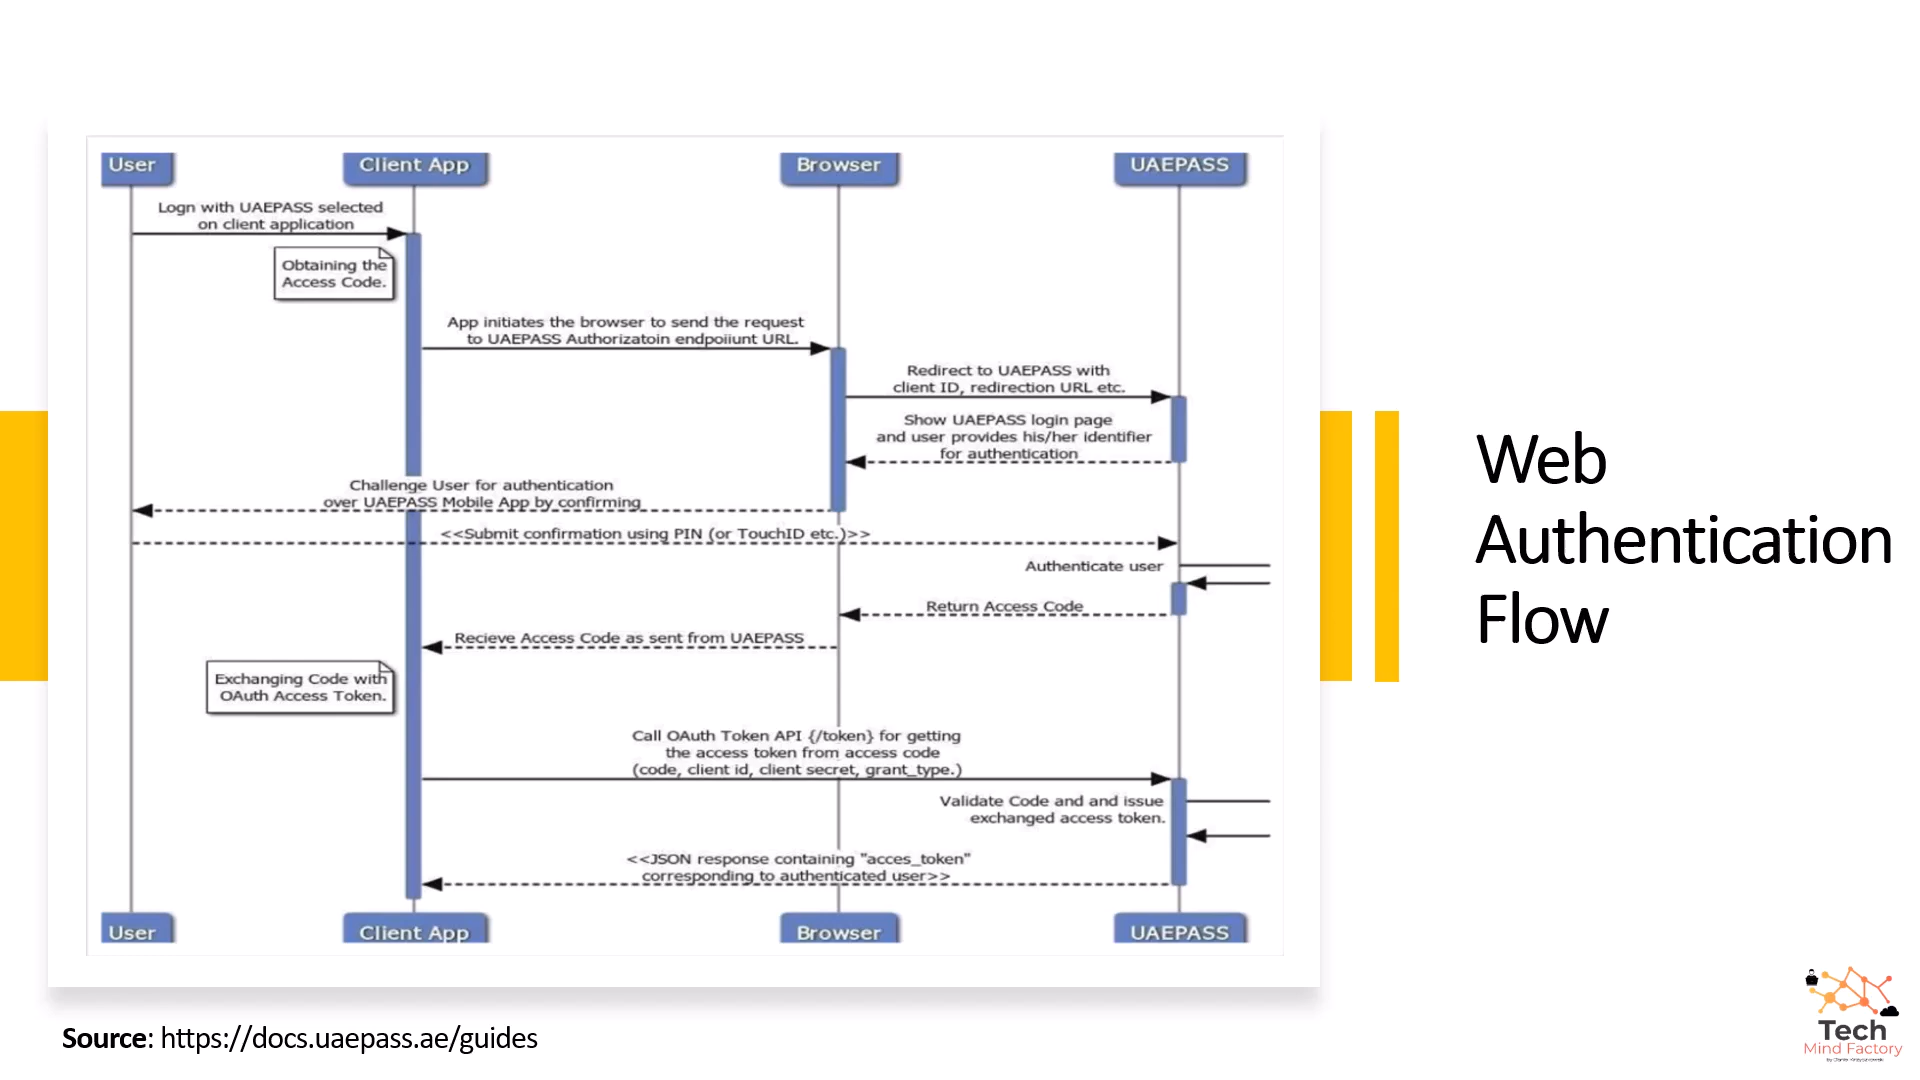 User
Client App
Browser
UAEPASS
Logn with UAEPASS selected
on client application
Obtaining the
Access Code.
App initiates the browser to send the request
to UAEPASS Authorizatoin endpoiiunt URL.
Redirect to UAEPASS with
client ID, redirection URL etc.
Show UAEPASS login page
and user provides his/her identifier
for authentication
Challenge User for authentication
over UAEPASS Mobile App by confirming
<<Submit confirmation using PIN (or TouchID etc.)>>
Authenticate user
Return Access Code
Recieve Access Code as sent from UAEPASS
Exchanging Code with
OAuth Access Token.
Call OAuth Token API {/token} for getting
the access token from access code
(code, client id, client secret, grant_type.)
Validate Code and and issue
exchanged access token.
<<JSON response containing "acces_token"
corresponding to authenticated user>>
User
Client App
Browser
UAEPASS
Web
Authentication
Flow
Source: https://docs.uaepass.ae/guides
Tech
Mind Factory